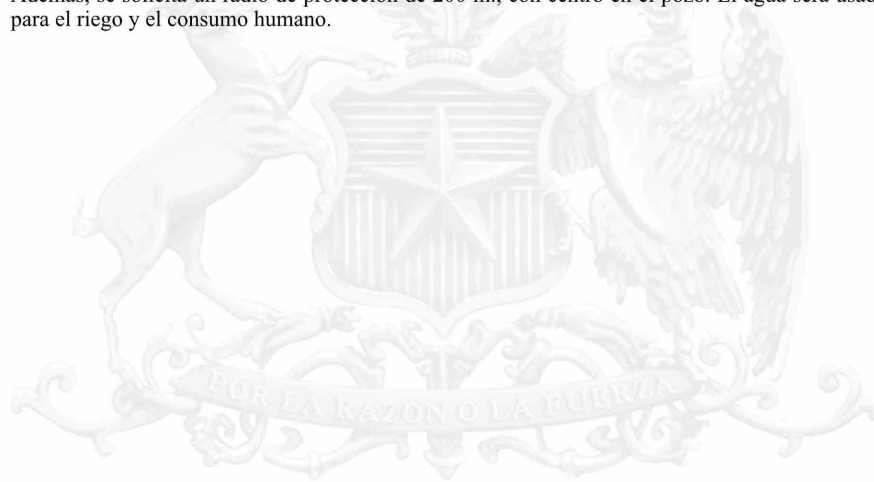 Además, se solicita un radio de protección de 200 m., con centro en el pozo. El agua será usada
para el riego y el consumo humano.
POR LA RAZON O LA FUERZA